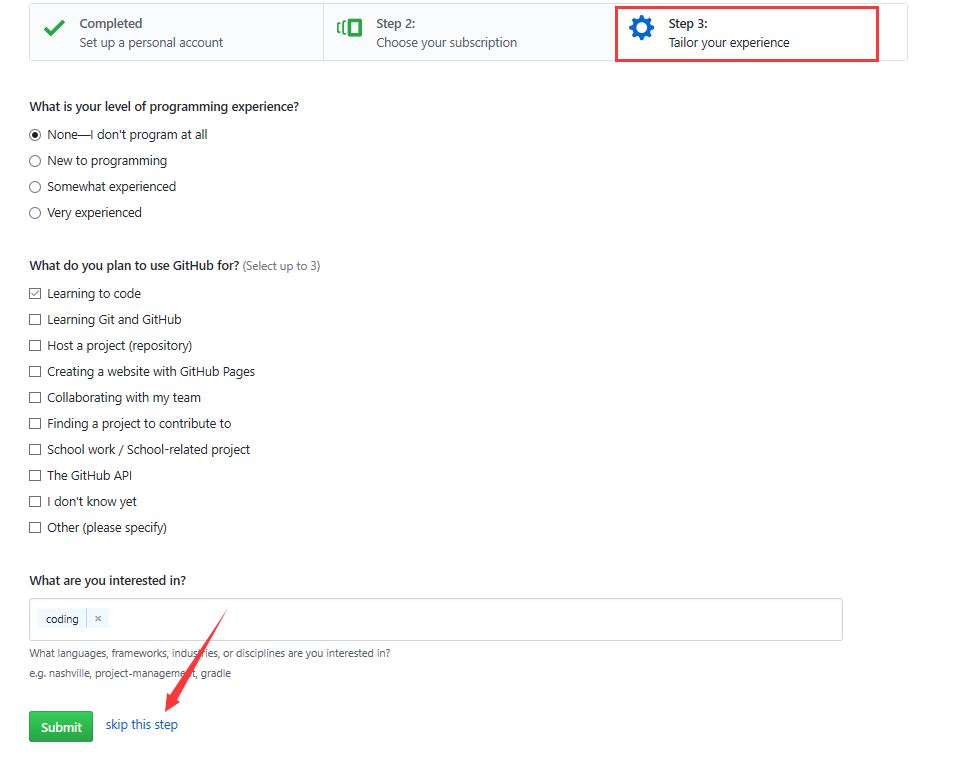 Completed
Set up a personal account
Step 2:
Choose your subscription
Step 3:
Tailor your experience
What is your level of programming experience?
None—I don't program at all
New to programming
Somewhat experienced
Very experienced
What do you plan to use GitHub for? (Select up to 3)
Learning to code
Learning Git and GitHub
Host a project (repository)
Creating a website with GitHub Pages
Collaborating with my team
Finding a project to contribute to
School work / School-related project
The GitHub API
I don't know yet
Other (please specify)
What are you interested in?
coding ×
What languages, frameworks, industries, or disciplines are you interested in?
e.g. nashville, project-management, gradle
Submit skip this step